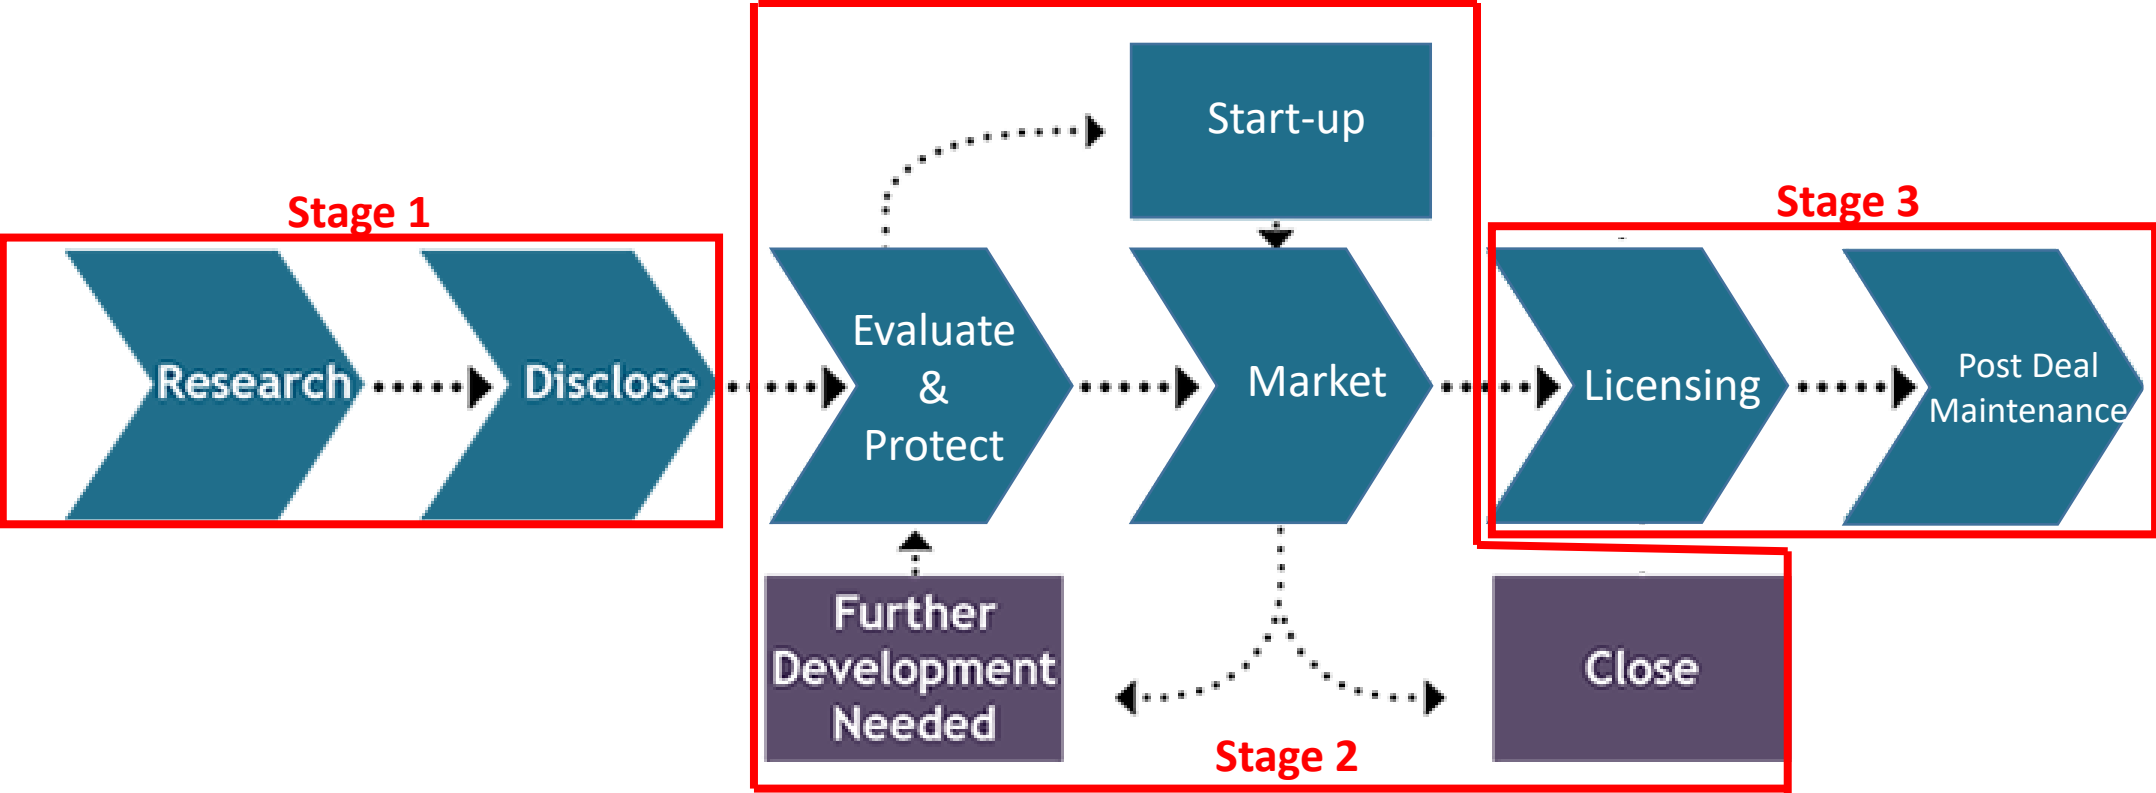 Start-up
Stage 1
Stage 3
Research
Disclose
Evaluate
&
Protect
Market
Licensing
Post Deal
Maintenance
Further
Development
Needed
Close
Stage 2